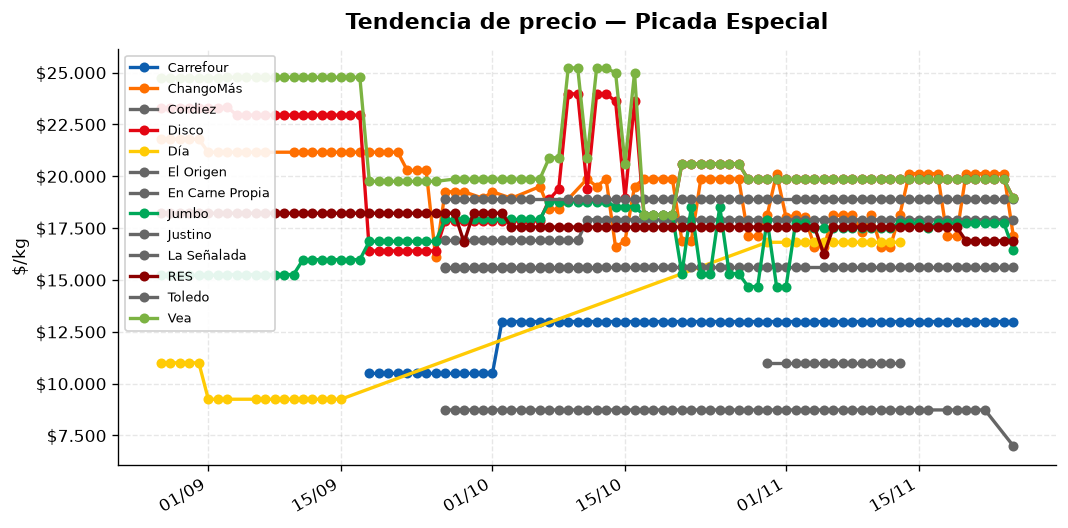 Tendencia de precio — Picada Especial
$/kg
$25.000
$22.500
$20.000
$17.500
$15.000
$12.500
$10.000
$7.500
Carrefour
ChangoMás
Cordiez
Disco
Día
El Origen
En Carne Propia
Jumbo
Justino
La Señalada
RES
Toledo
Vea
01/09
15/09
01/10
15/10
01/11
15/11